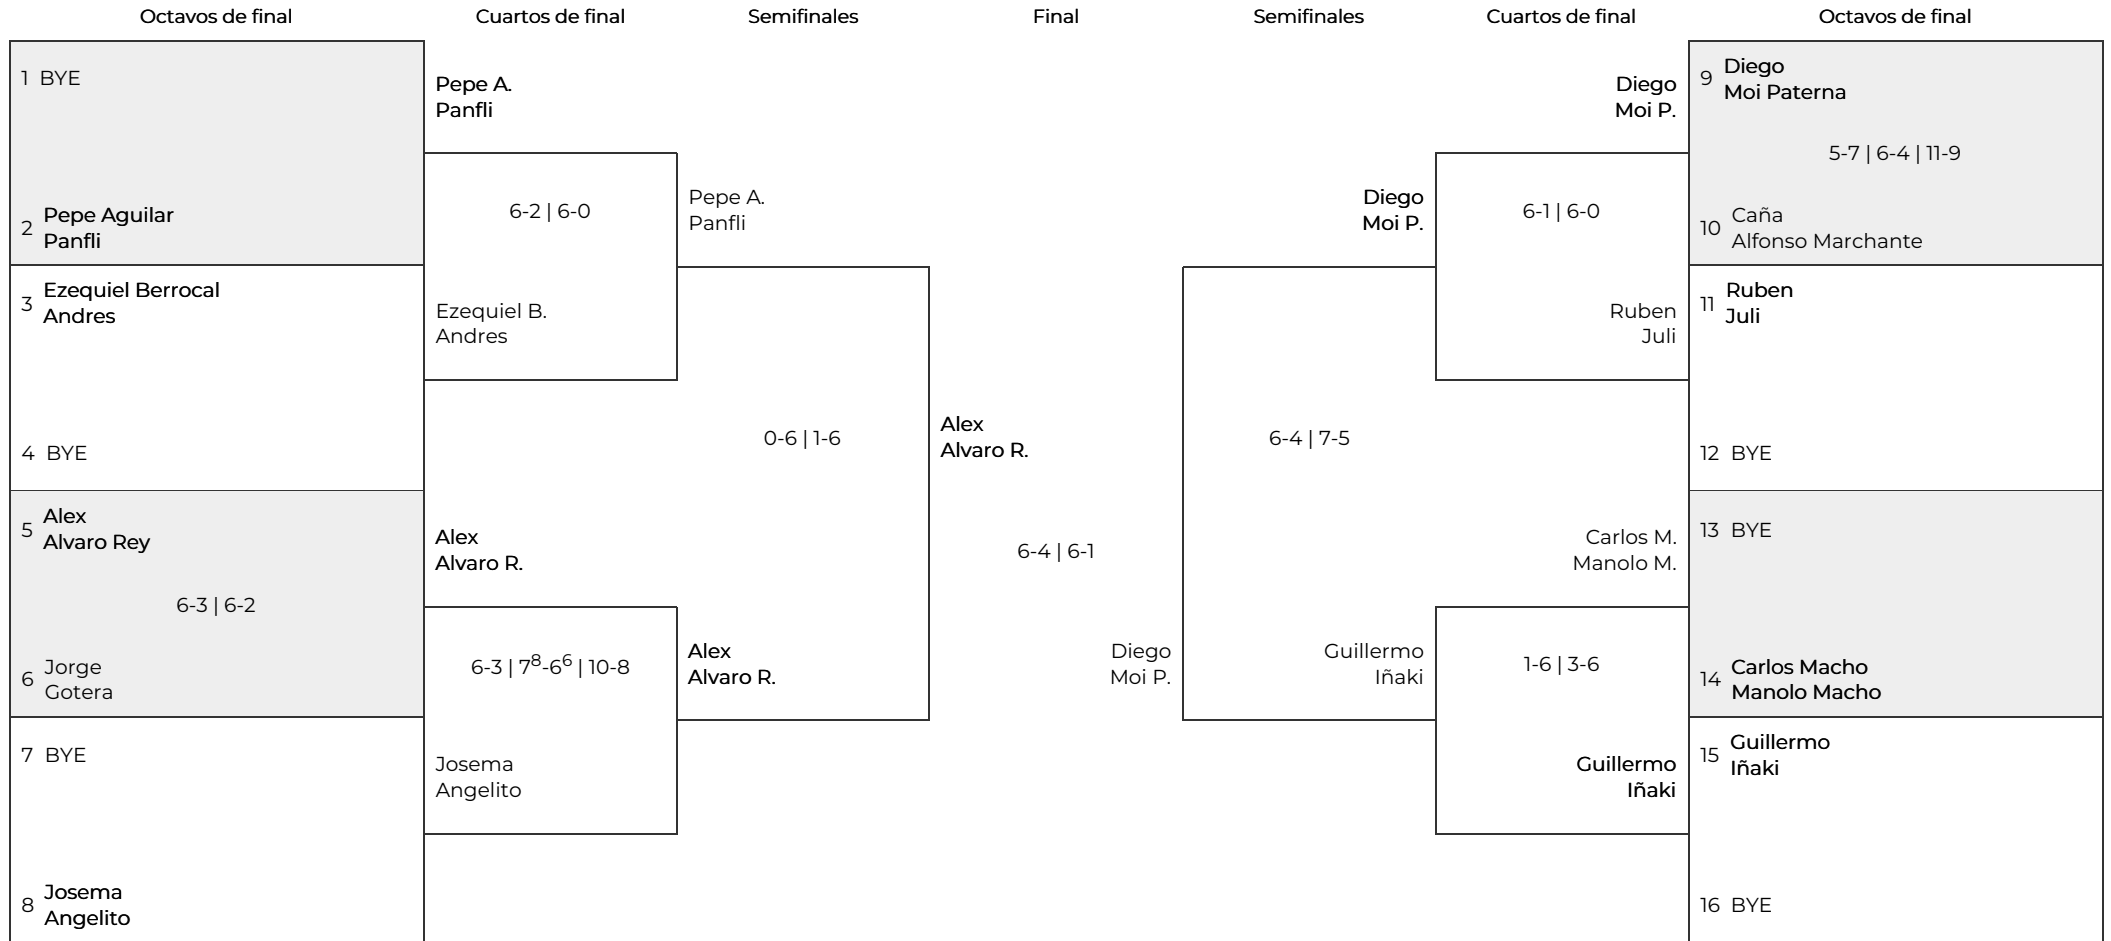 Octavos de final
Cuartos de final
Semifinales
Final
Semifinales
Cuartos de final
Octavos de final
1 BYE
2 Pepe Aguilar
Panfli
3 Ezequiel Berrocal
Andres
4 BYE
5 Alex
Alvaro Rey
6-3 | 6-2
6 Jorge
Gotera
7 BYE
8 Josema
Angelito
Pepe A.
Panfli
6-2 | 6-0
Ezequiel B.
Andres
Alex
Alvaro R.
6-3 | 7⁸-6⁶ | 10-8
Josema
Angelito
Pepe A.
Panfli
0-6 | 1-6
Alex
Alvaro R.
Alex
Alvaro R.
6-4 | 6-1
Diego
Moi P.
Diego
Moi P.
6-4 | 7-5
Guillermo
Iñaki
Diego
Moi P.
6-1 | 6-0
Ruben
Juli
Carlos M.
Manolo M.
1-6 | 3-6
Guillermo
Iñaki
9 Diego
Moi Paterna
5-7 | 6-4 | 11-9
10 Caña
Alfonso Marchante
11 Ruben
Juli
12 BYE
13 BYE
14 Carlos Macho
Manolo Macho
15 Guillermo
Iñaki
16 BYE